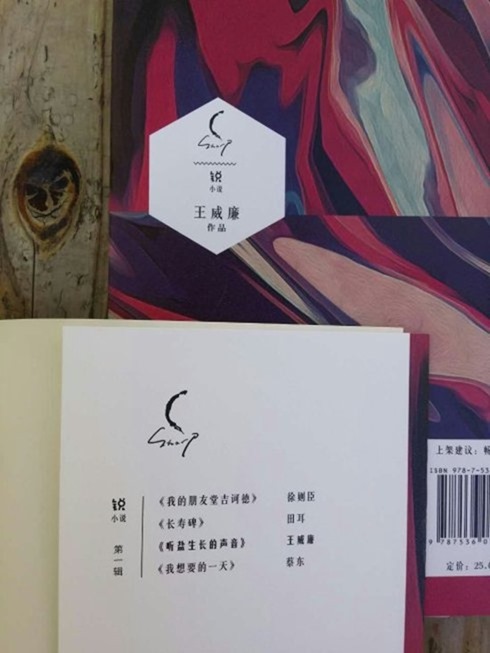 Sharp
锐
小说
王威廉
作品
上架建议：畅
ISBN 978-7-53
9 787536 0
定价：25.
Sharp
锐
小说
第一辑
《我的朋友堂吉诃德》 徐则臣
《长寿碑》 田耳
《听盐生长的声音》 王威廉
《我想要的一天》 蔡东